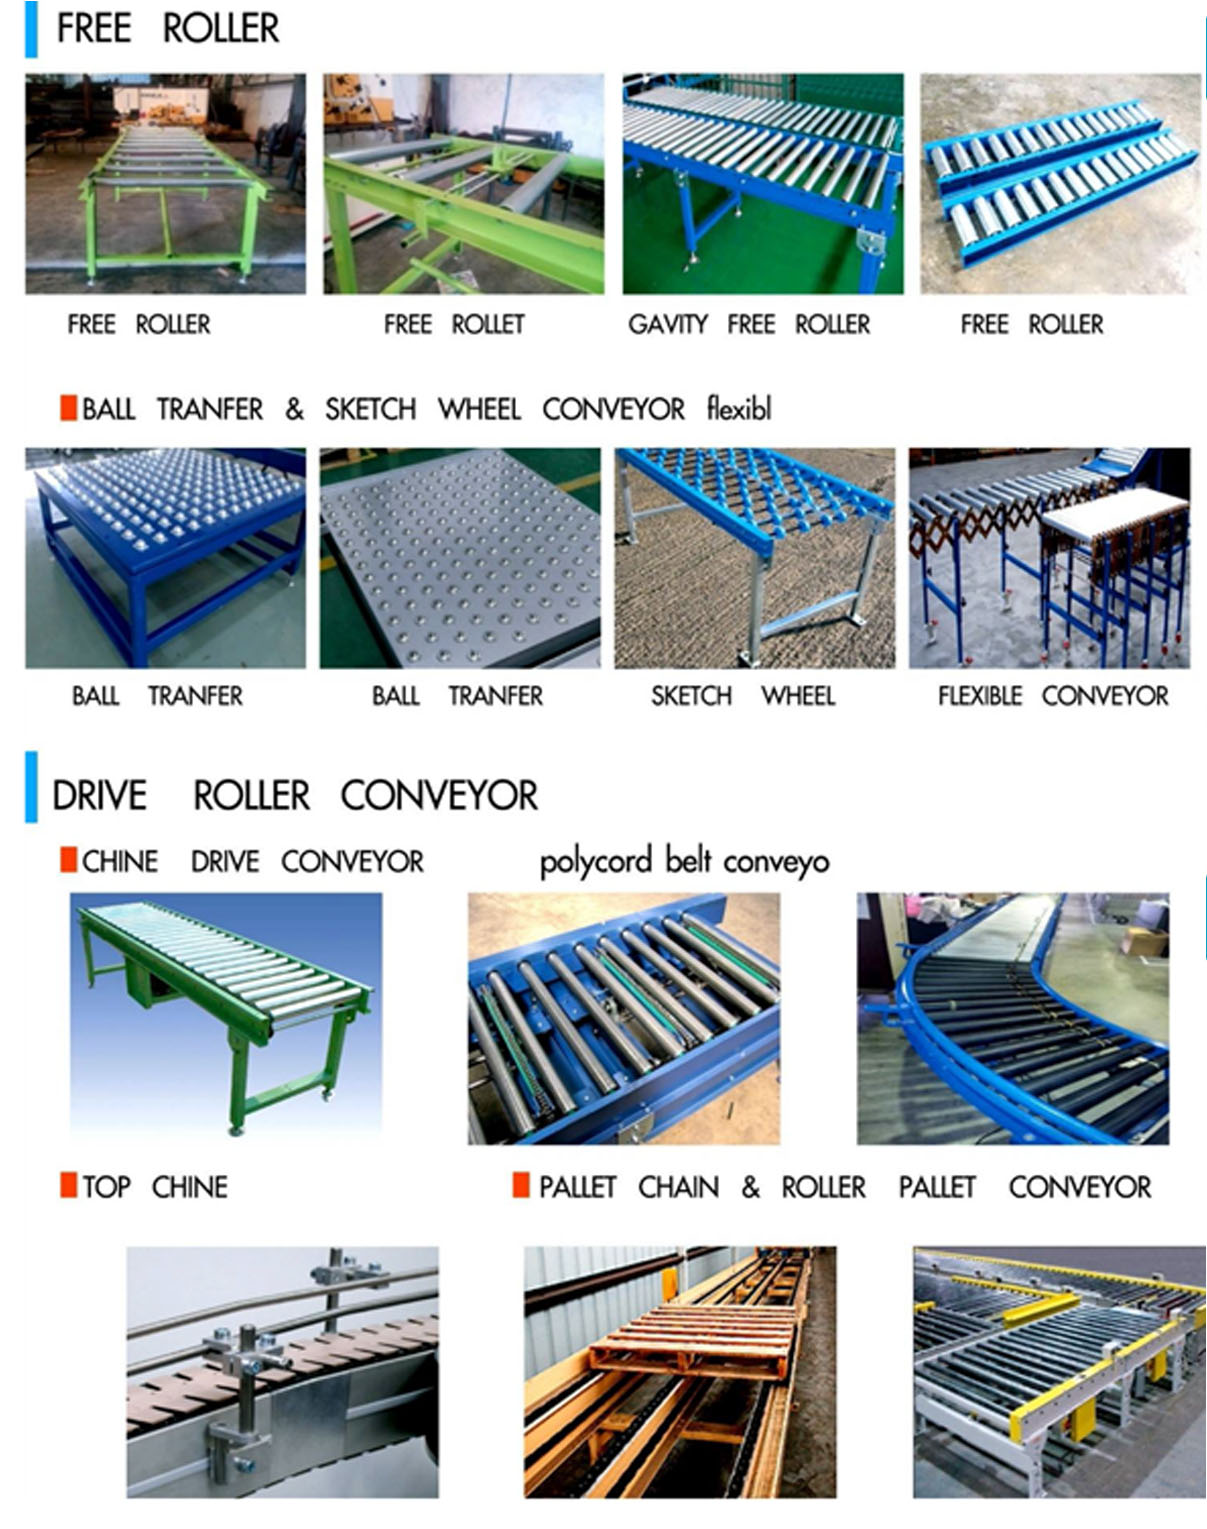 FREE ROLLER
FREE ROLLER
FREE ROLLET
GAVITY FREE ROLLER
FREE ROLLER
BALL TRANFER & SKETCH WHEEL CONVEYOR flexibl
BALL TRANFER
BALL TRANFER
SKETCH WHEEL
FLEXIBLE CONVEYOR
DRIVE ROLLER CONVEYOR
CHINE DRIVE CONVEYOR
polycord belt conveyo
TOP CHINE
PALLET CHAIN & ROLLER PALLET CONVEYOR